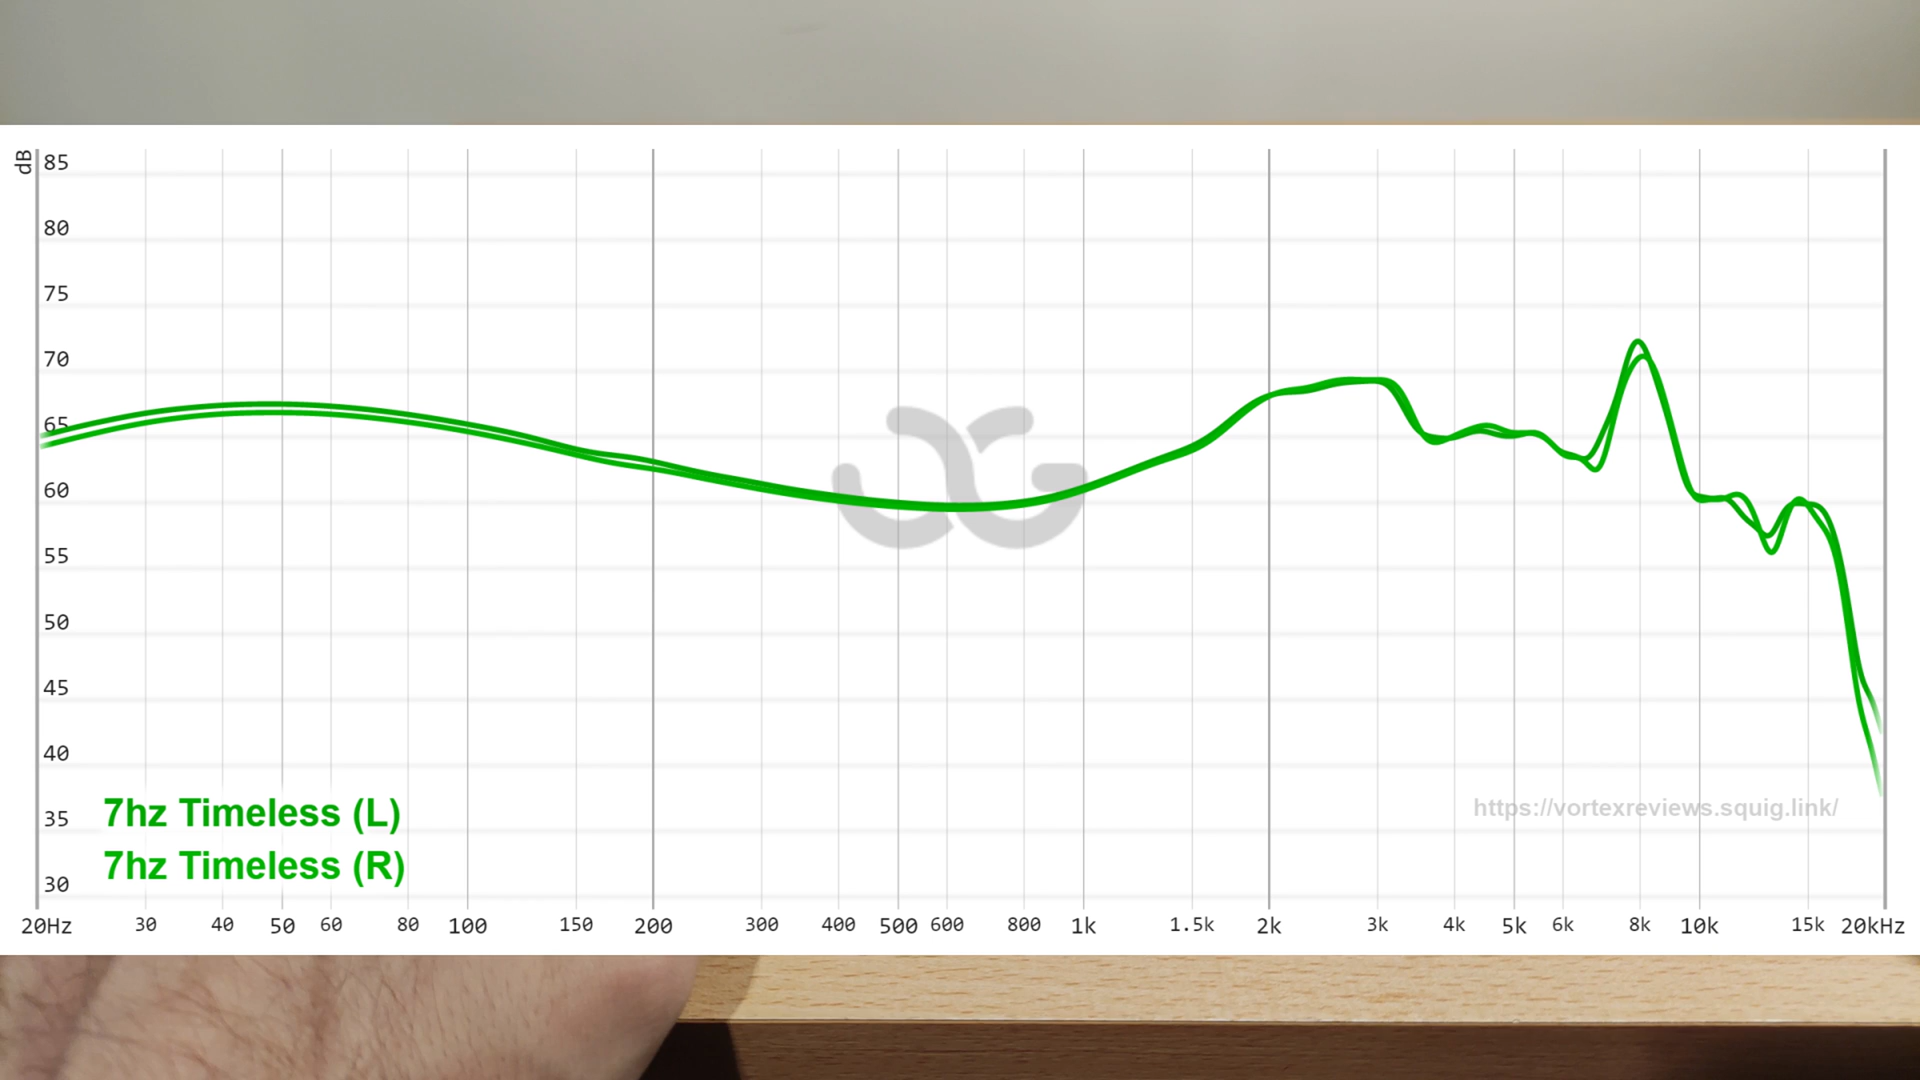 dB
85
80
75
70
65
60
55
50
45
40
35
30
7hz Timeless (L)
7hz Timeless (R)
https://vortexreviews.squig.link/
20Hz 30 40 50 60 80 100 150 200 300 400 500 600 800 1k 1.5k 2k 3k 4k 5k 6k 8k 10k 15k 20kHz